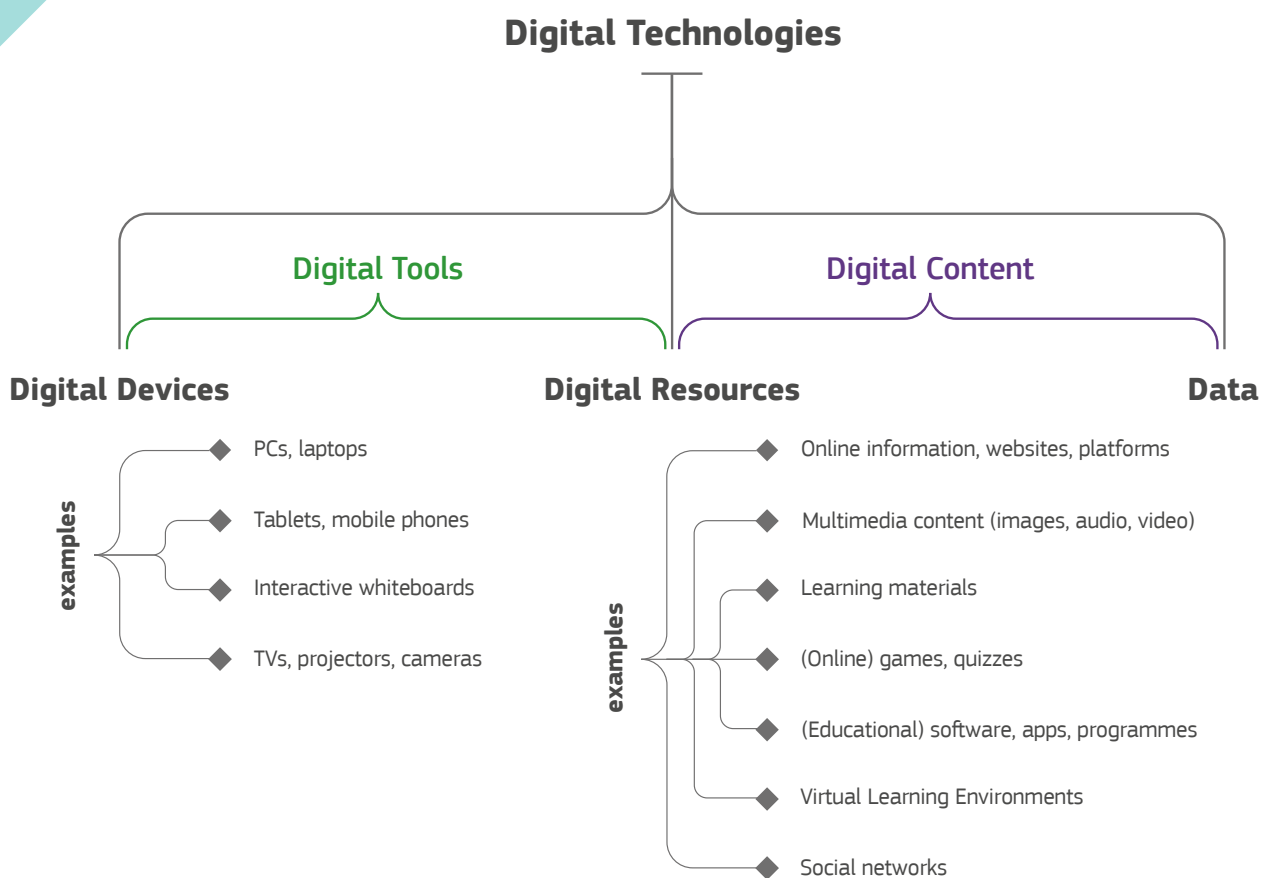 Digital Technologies
Digital Tools
Digital Content
Digital Devices
Digital Resources
Data
examples
PCs, laptops
Tablets, mobile phones
Interactive whiteboards
TVs, projectors, cameras
examples
Online information, websites, platforms
Multimedia content (images, audio, video)
Learning materials
(Online) games, quizzes
(Educational) software, apps, programmes
Virtual Learning Environments
Social networks